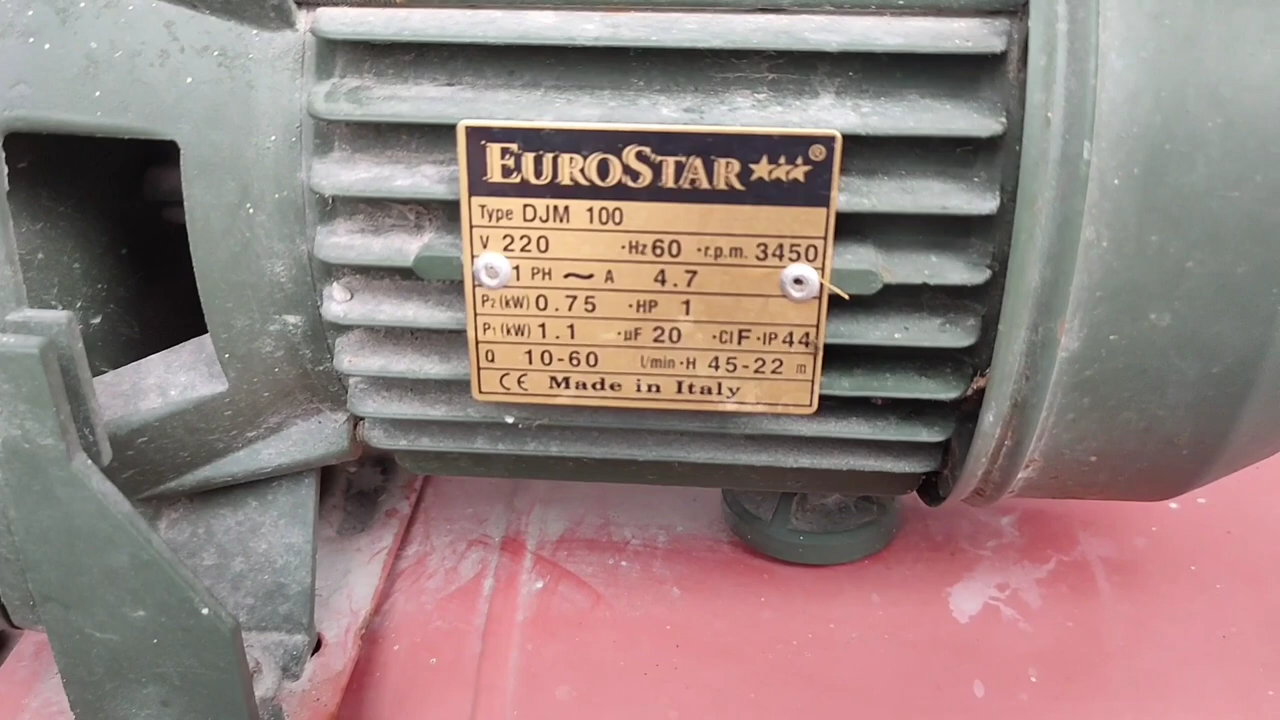 EUROSTAR ®
Type DJM 100
V 220 ·Hz 60 ·r.p.m. 3450
1 PH ~ A 4.7
P2(kW) 0.75 ·HP 1
P1(kW) 1.1 ·µF 20 ·Cl F ·IP 44
Q 10-60 l/min ·H 45-22 m
CE Made in Italy